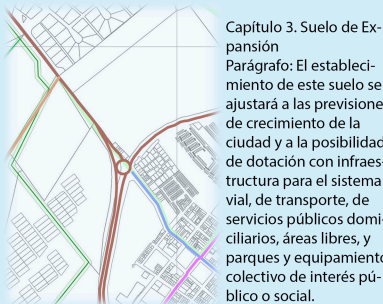 Capítulo 3. Suelo de Ex-
pansión
Parágrafo: El estableci-
miento de este suelo se
ajustará a las previsione
de crecimiento de la
ciudad y a la posibilidad
de dotación con infraes-
tructura para el sistema
vial, de transporte, de
servicios públicos domi-
ciliarios, áreas libres, y
parques y equipamiento
colectivo de interés pú-
blico o social.